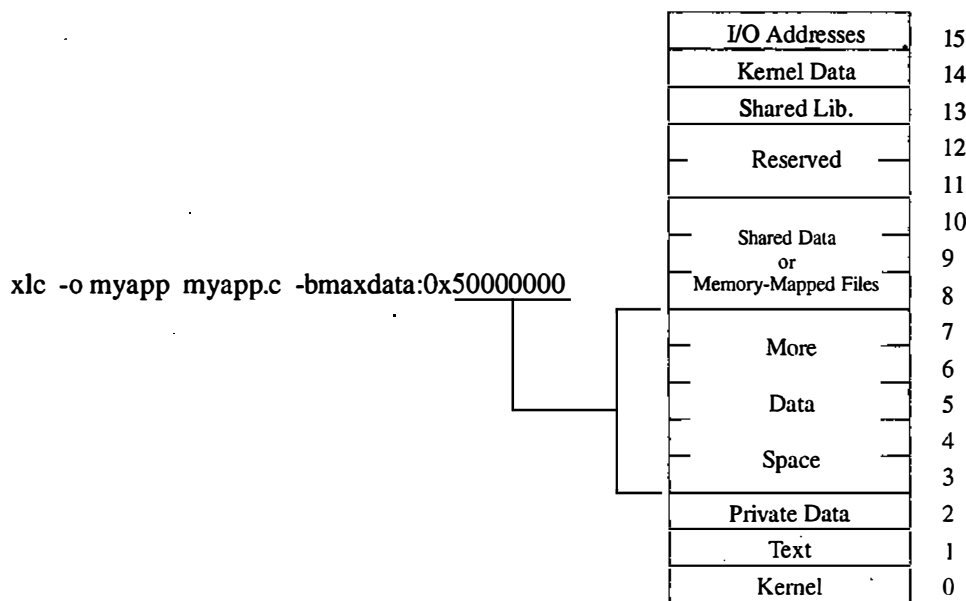 I/O Addresses 15
Kernel Data 14
Shared Lib. 13
12
Reserved
11
10
Shared Data
9
or
xlc -o myapp myapp.c -bmaxdata:0x50000000
Memory-Mapped Files 8
7
More
6
Data 5
4
Space
3
Private Data 2
Text 1
Kernel 0